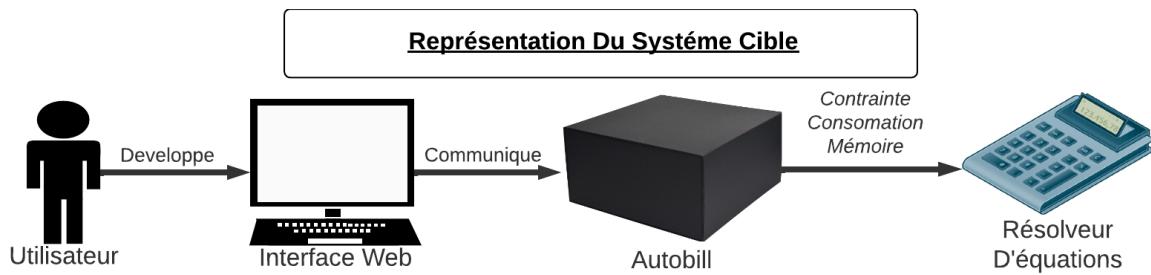 Représentation Du Systéme Cible
Contrainte
Consomation
Mémoire
Developpe
Communique
Utilisateur
Interface Web
Autobill
Résolveur
D'équations